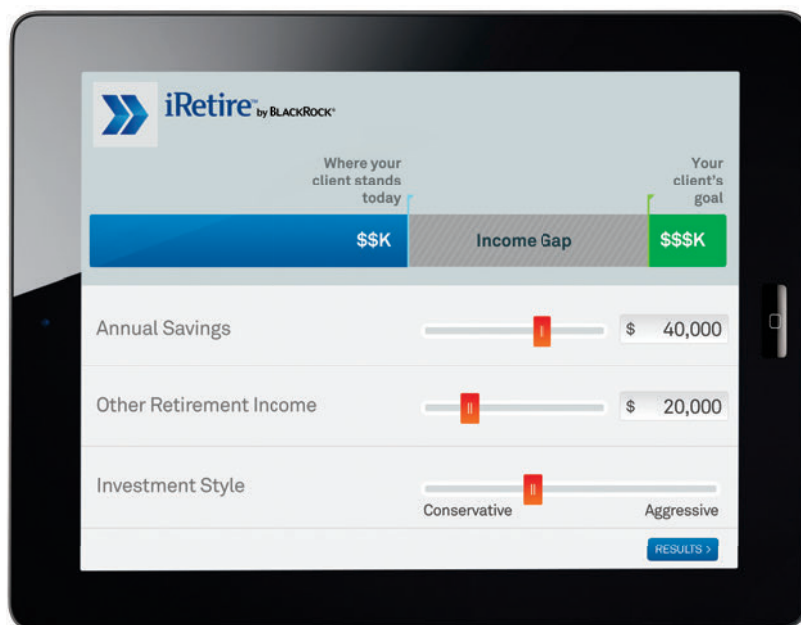 iRetire™ by BLACKROCK®
Where your
client stands
today
Your
client's
goal
$$K
Income Gap
$$$K
Annual Savings
$ 40,000
Other Retirement Income
$ 20,000
Investment Style
Conservative
Aggressive
RESULTS >